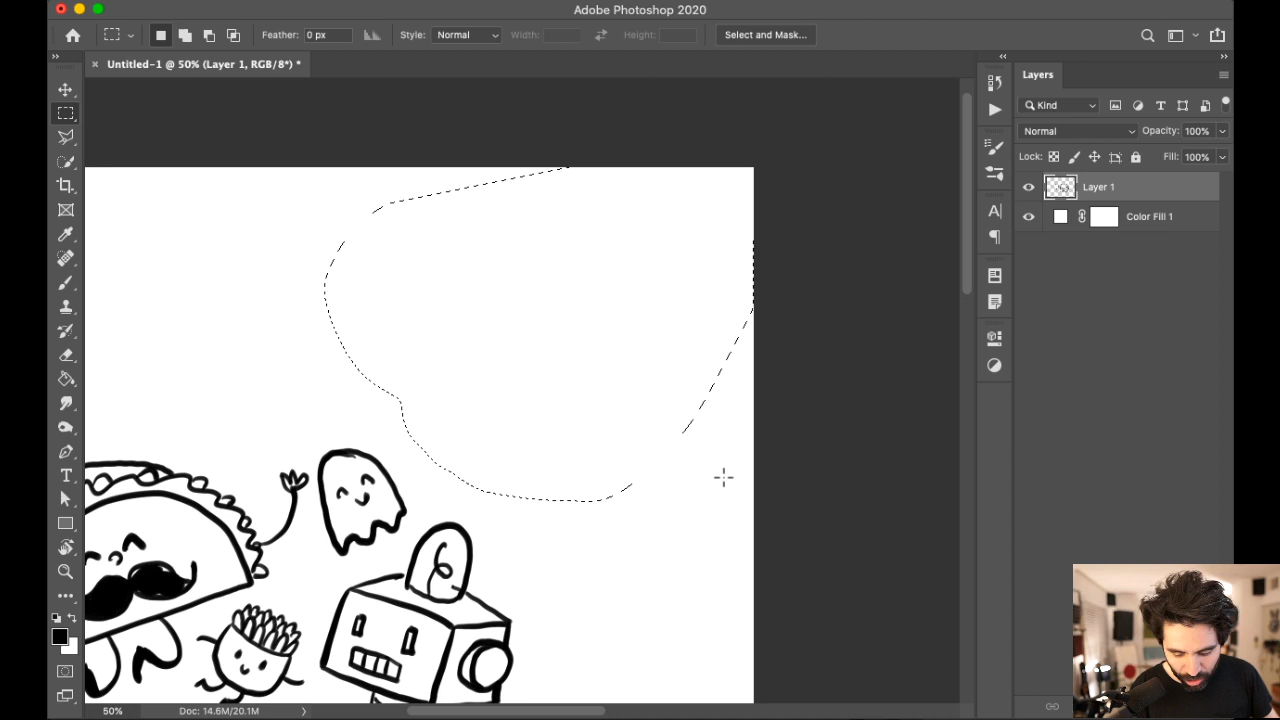 Adobe Photoshop 2020
Feather: 0 px Style: Normal Width: Height: Select and Mask...
Untitled-1 @ 50% (Layer 1, RGB/8*) *
Layers
Kind
Normal Opacity: 100%
Lock: Fill: 100%
Layer 1
Color Fill 1
50% Doc: 14.6M/20.1M